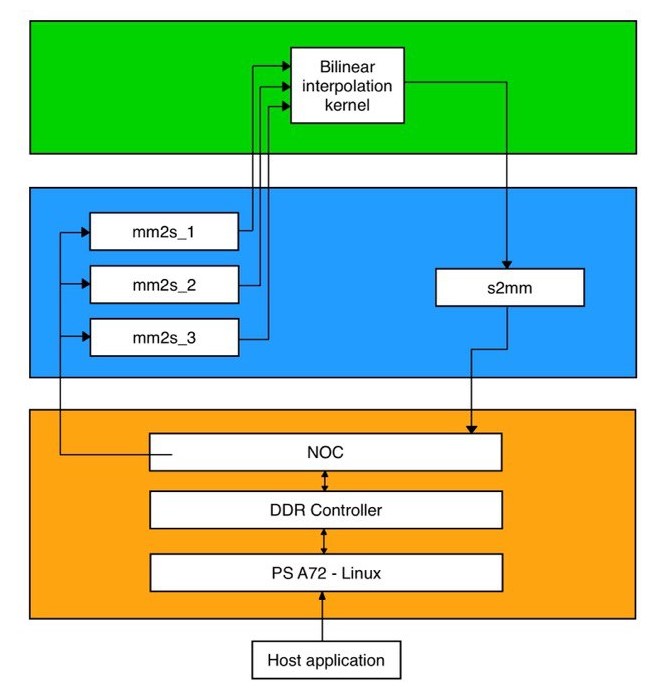 Bilinear
interpolation
kernel
mm2s_1
mm2s_2
s2mm
mm2s_3
NOC
DDR Controller
PS A72 - Linux
Host application